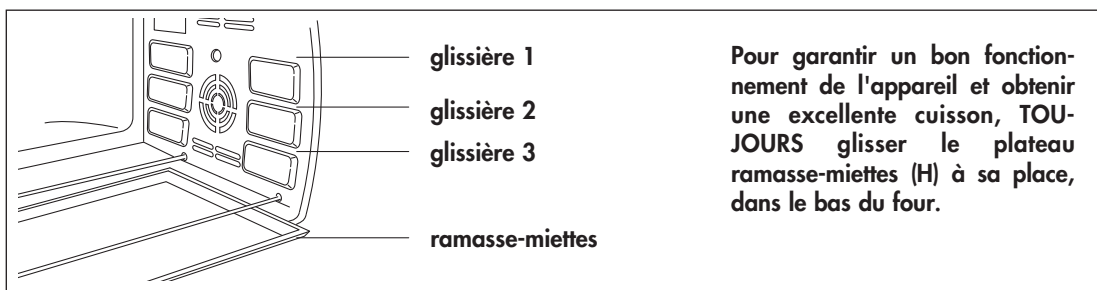 glissière 1
glissière 2
glissière 3
ramasse-miettes
Pour garantir un bon fonction-
nement de l'appareil et obtenir
une excellente cuisson, TOU-
JOURS glisser le plateau
ramasse-miettes (H) à sa place,
dans le bas du four.